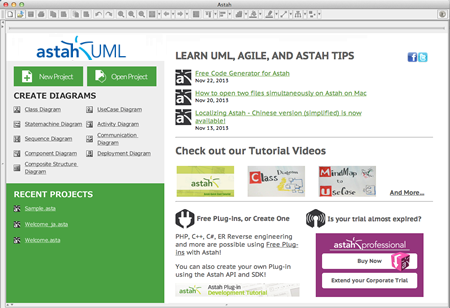 Astah
astah UML
New Project
Open Project
CREATE DIAGRAMS
Class Diagram
UseCase Diagram
Statemachine Diagram
Activity Diagram
Sequence Diagram
Communication
Diagram
Component Diagram
Deployment Diagram
Composite Structure
Diagram
RECENT PROJECTS
Sample.asta
Welcome_ja.asta
Welcome.asta
LEARN UML, AGILE, AND ASTAH TIPS
Free Code Generator for Astah
Nov 22, 2013
How to open two files simultaneously on Astah on Mac
Nov 20, 2013
Localizing Astah - Chinese version (simplified) is now
available!
Nov 13, 2013
Check out our Tutorial Videos
astah
Class Diagrams
MindMap to
UseCase
And More...
Free Plug-ins, or Create One
PHP, C++, C#, ER Reverse engineering
and more are possible using Free Plug-
ins with Astah!
You can also create your own Plug-in
using the Astah API and SDK!
astah Astah Plug-in
Development Tutorial
Is your trial almost expired?
astah professional
Buy Now
Extend your Corporate Trial